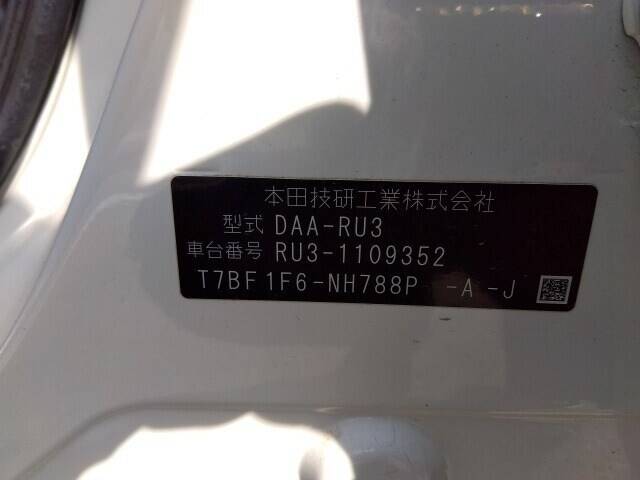 本田技研工業株式会社
型式 DAA-RU3
車台番号 RU3-1109352
T7BF1F6-NH788P -A -J